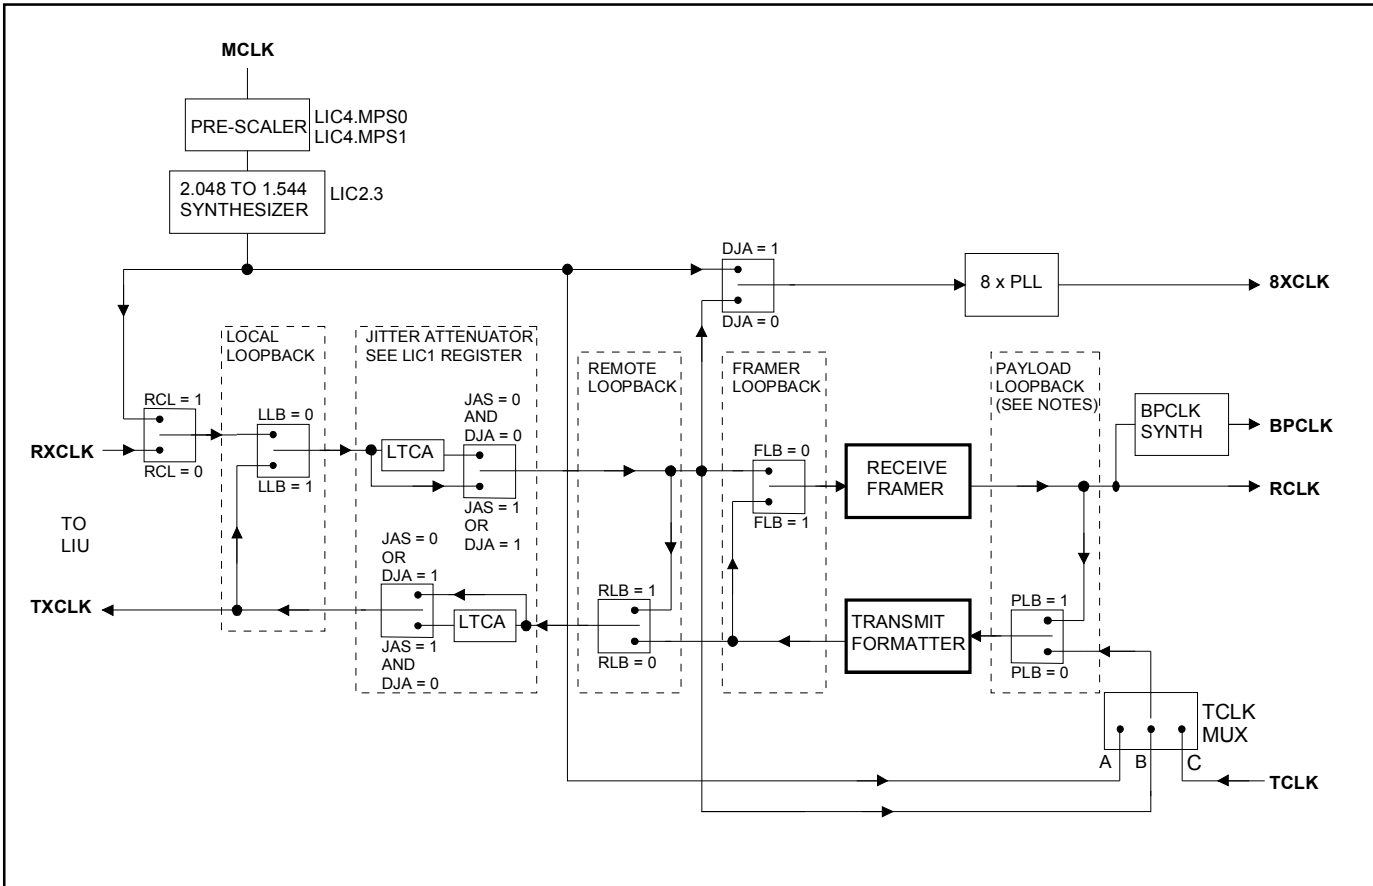 MCLK
PRE-SCALER
LIC4.MPS0
LIC4.MPS1
2.048 TO 1.544
SYNTHESIZER
LIC2.3
DJA = 1
DJA = 0
8 x PLL
8XCLK
LOCAL
LOOPBACK
JITTER ATTENUATOR
SEE LIC1 REGISTER
REMOTE
LOOPBACK
FRAMER
LOOPBACK
PAYLOAD
LOOPBACK
(SEE NOTES)
RCL = 1
RCL = 0
RXCLK
LLB = 0
LLB = 1
LTCA
JAS = 0
AND
DJA = 0
JAS = 1
OR
DJA = 1
FLB = 0
FLB = 1
RECEIVE
FRAMER
BPCLK
SYNTH
BPCLK
RCLK
TO
LIU
TXCLK
JAS = 0
OR
DJA = 1
LTCA
JAS = 1
AND
DJA = 0
RLB = 1
RLB = 0
TRANSMIT
FORMATTER
PLB = 1
PLB = 0
TCLK
MUX
A
B
C
TCLK